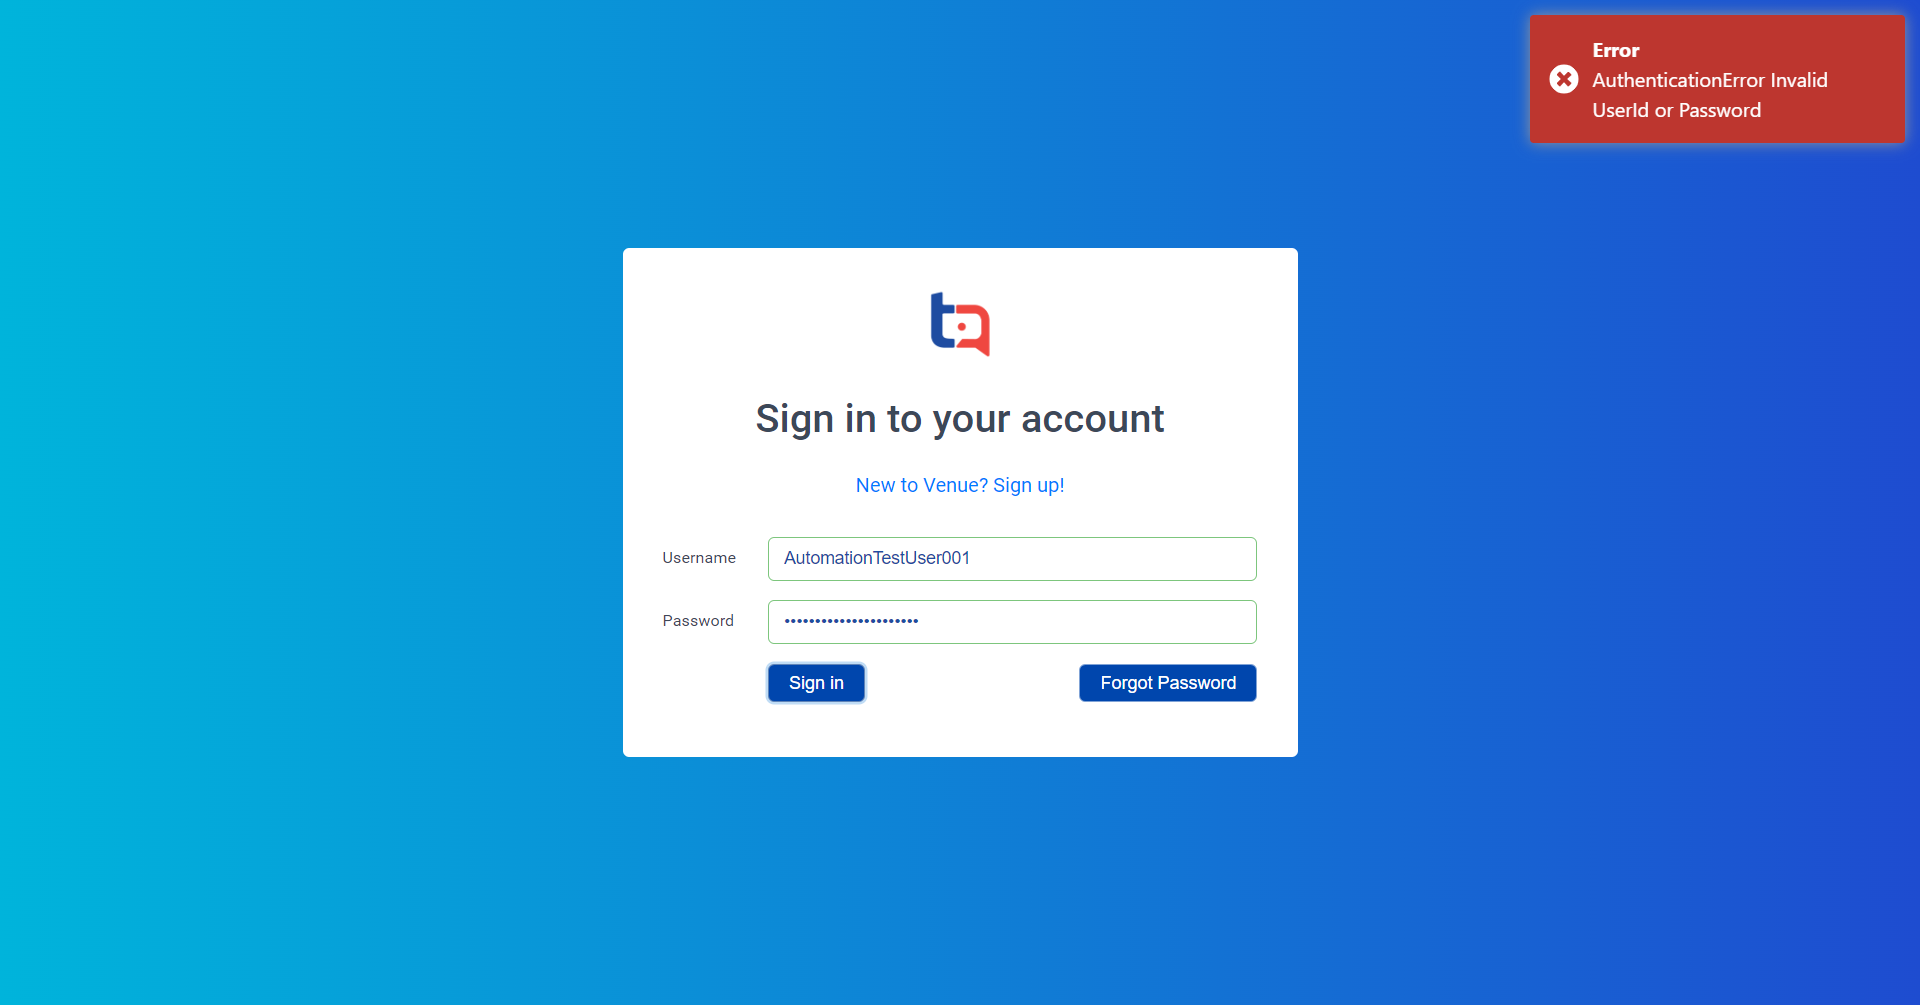 Error
AuthenticationError Invalid
UserId or Password
Sign in to your account
New to Venue? Sign up!
Username
AutomationTestUser001
Password
••••••••••••••••••••••
Sign in
Forgot Password